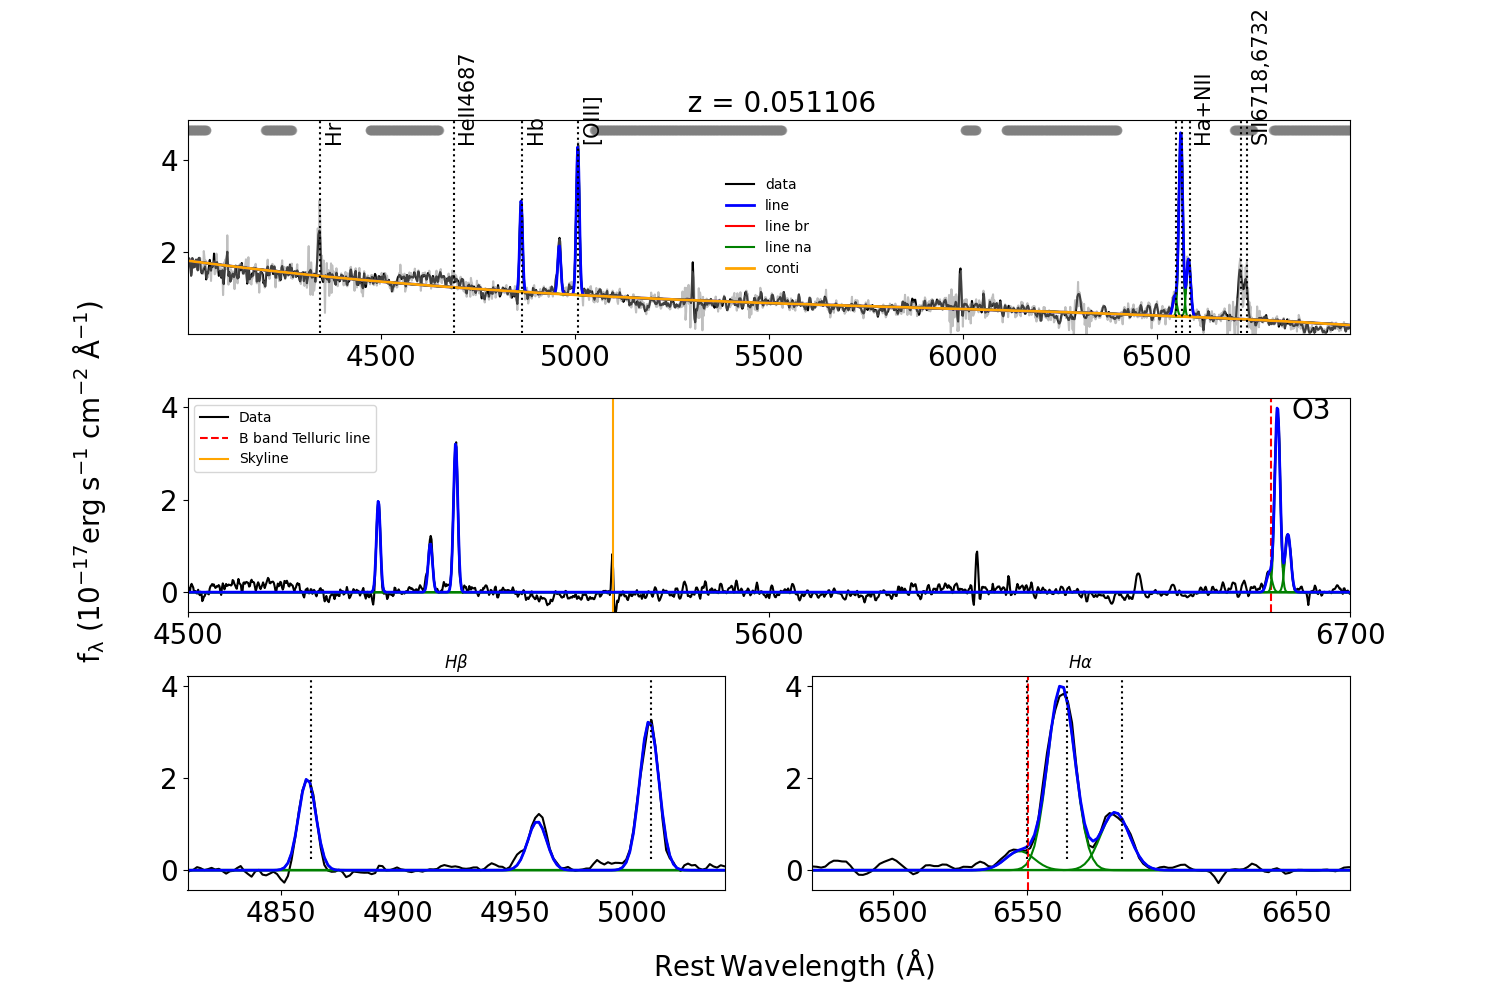 z = 0.051106
Hr
HeII4687
Hb
[OIII]
Ha+NII
SII6718,6732
data
line
line br
line na
conti
4
2
4500
5000
5500
6000
6500
Data
B band Telluric line
Skyline
O3
4
2
0
4500
5600
6700
fλ (10⁻¹⁷erg s⁻¹ cm⁻² Å⁻¹)
Hβ
4
2
0
4850
4900
4950
5000
Hα
4
2
0
6500
6550
6600
6650
Rest Wavelength (Å)